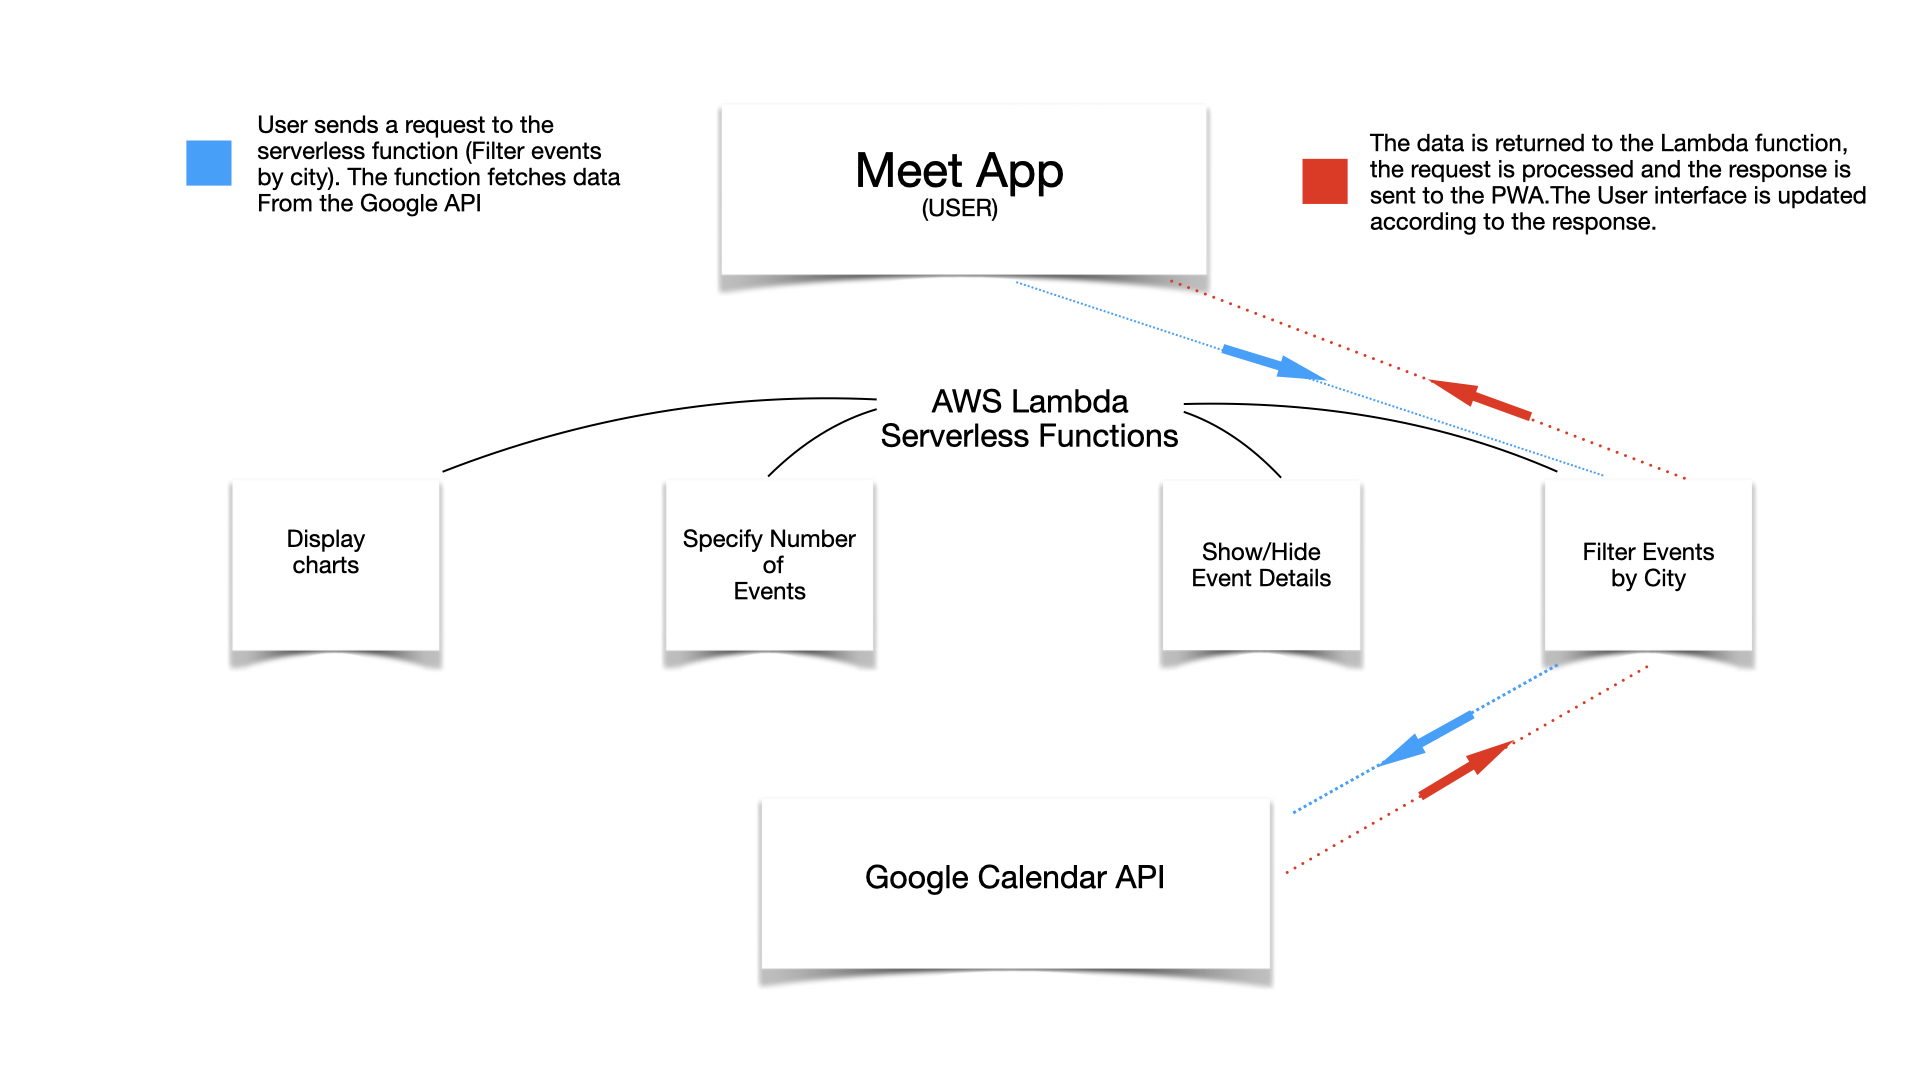 User sends a request to the
serverless function (Filter events
by city). The function fetches data
From the Google API
Meet App
(USER)
The data is returned to the Lambda function,
the request is processed and the response is
sent to the PWA.The User interface is updated
according to the response.
AWS Lambda
Serverless Functions
Display
charts
Specify Number
of
Events
Show/Hide
Event Details
Filter Events
by City
Google Calendar API